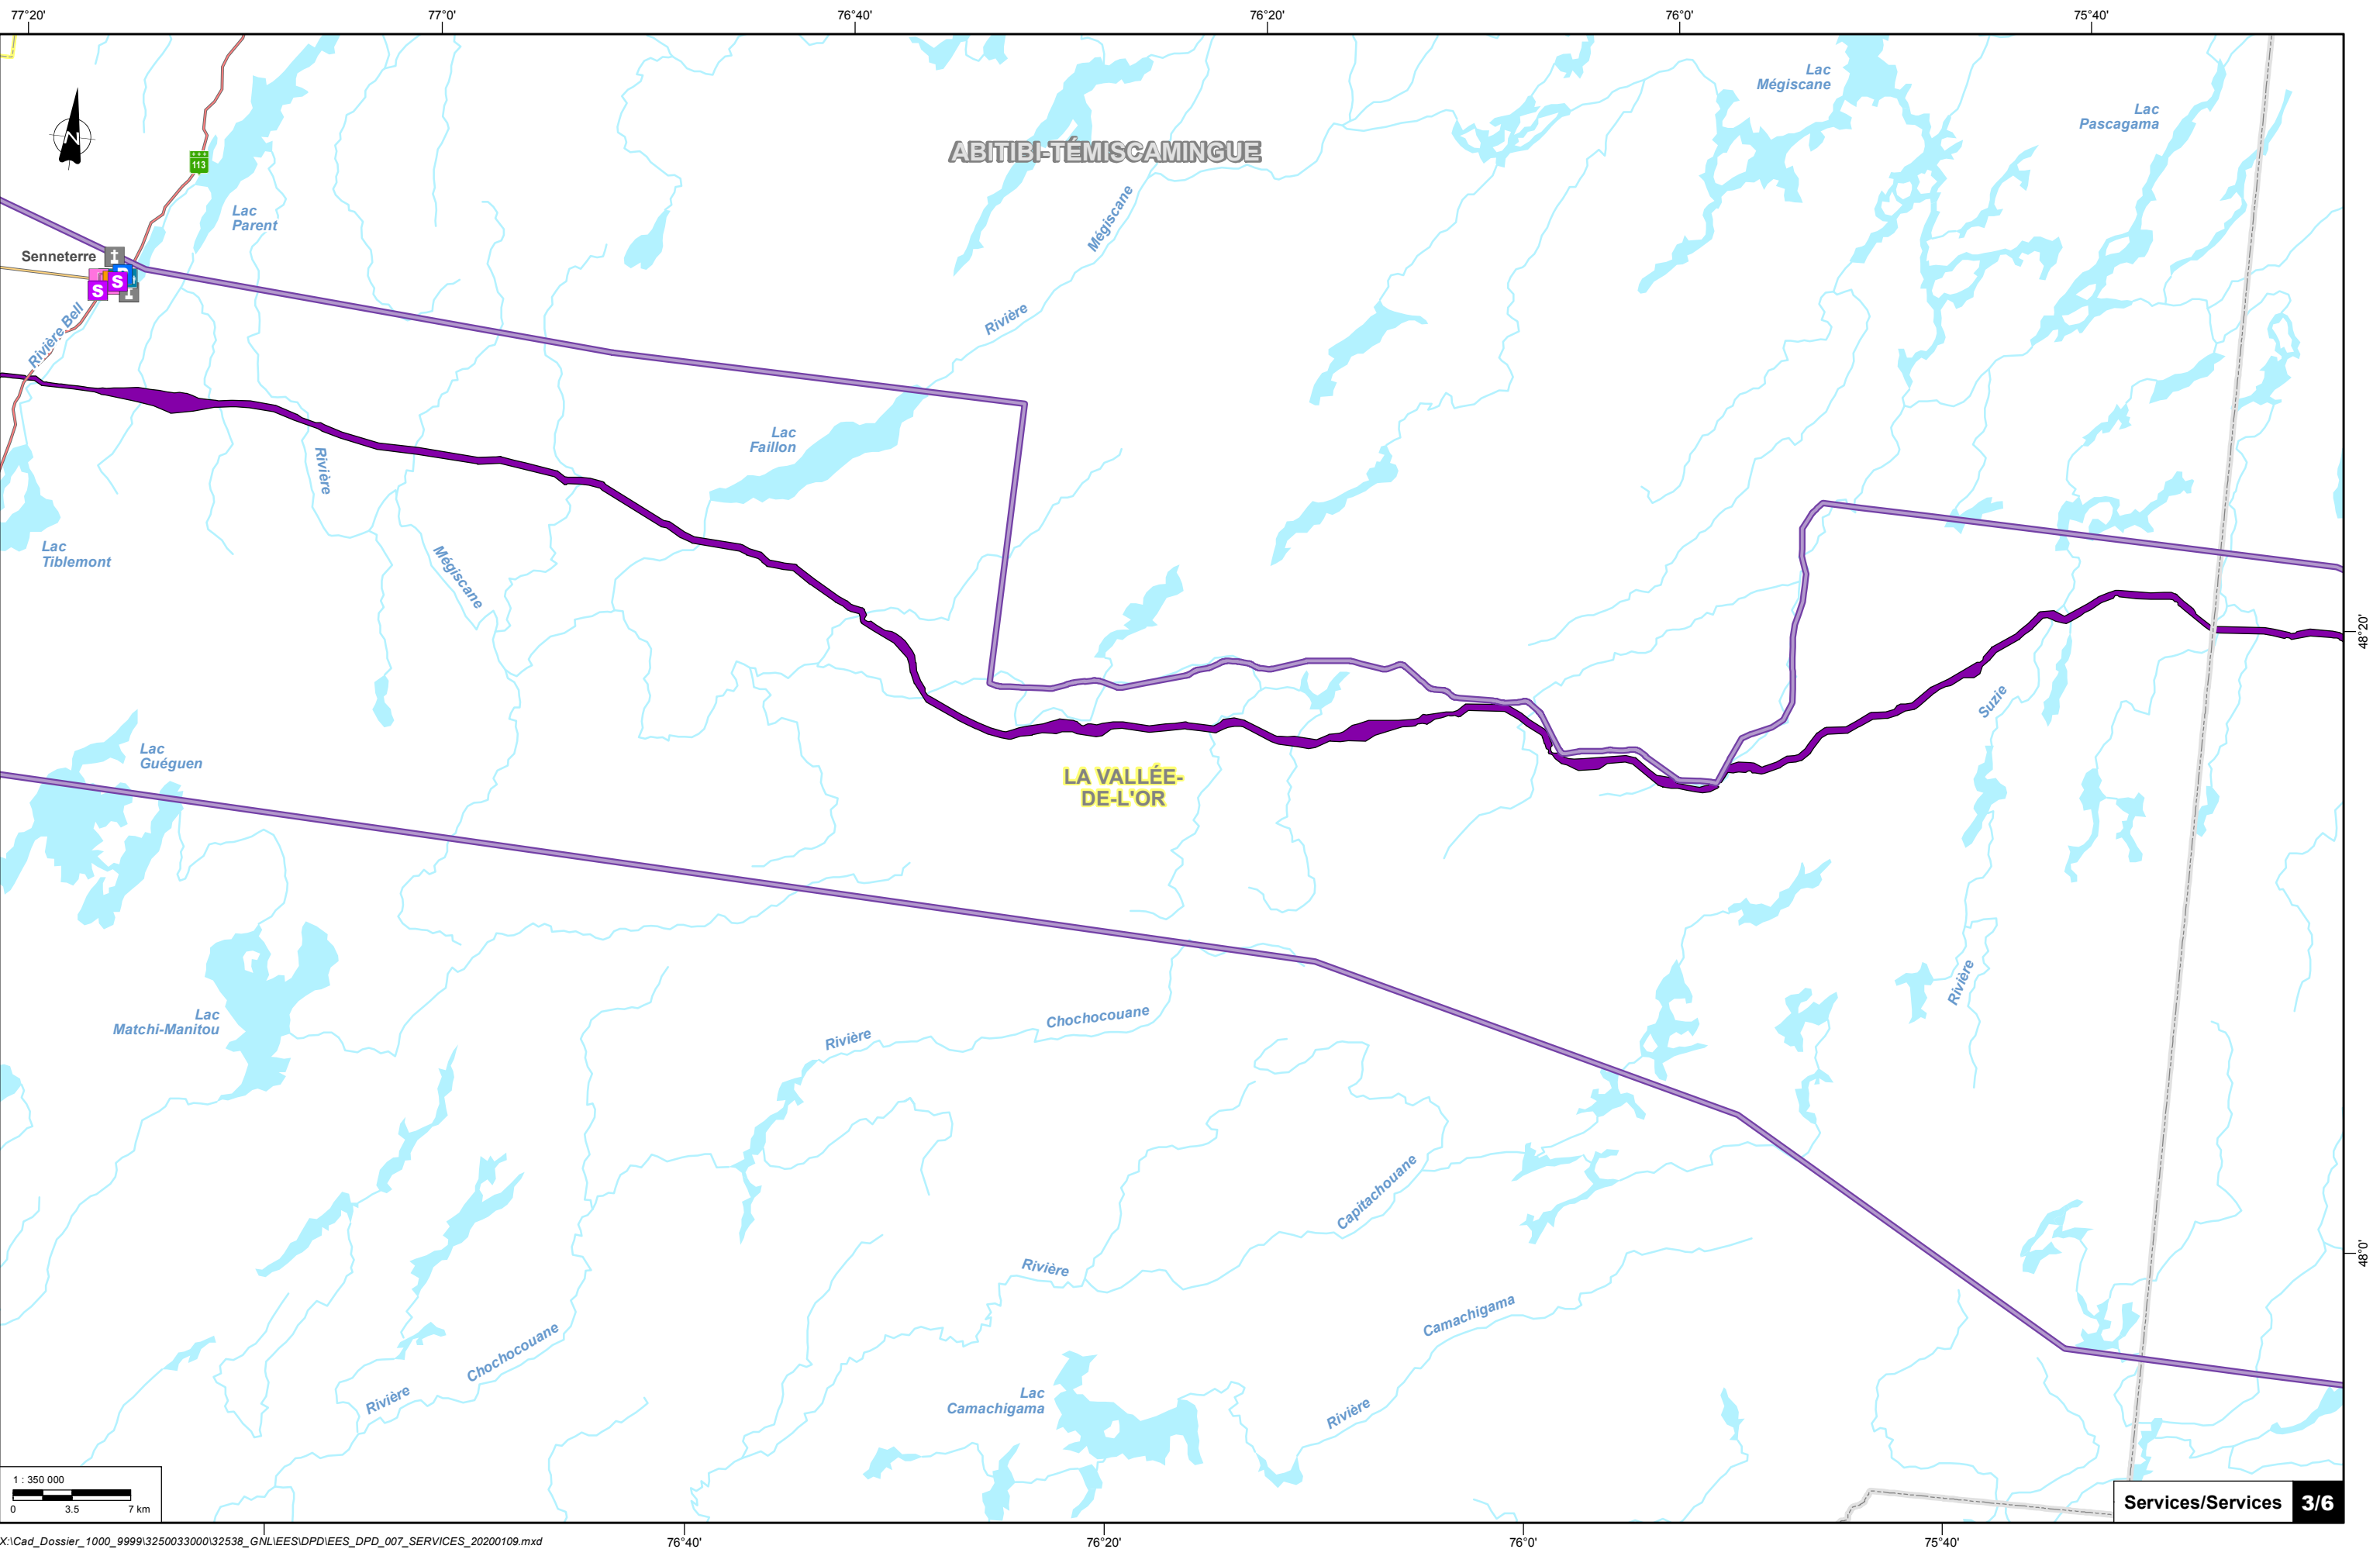 77°20'
77°0'
76°40'
76°20'
76°0'
75°40'
N
113
Lac
Mégiscane
Lac
Pascagama
ABITIBI-TÉMISCAMINGUE
Lac
Parent
Mégiscane
Senneterre
S
S
Rivière Bell
Rivière
Lac
Faillon
Rivière
Lac
Tiblemont
Mégiscane
48°20'
Suzie
Lac
Guéguen
LA VALLÉE-
DE-L'OR
Rivière
Lac
Matchi-Manitou
Rivière
Chochocouane
Capitachouane
Rivière
48°0'
Camachigama
Chochocouane
Rivière
Lac
Camachigama
Rivière
1 : 350 000
0 3.5 7 km
Services/Services 3/6
X:\Cad_Dossier_1000_9999\3250033000\32538_GNL\EES\DPD\EES_DPD_007_SERVICES_20200109.mxd
76°40'
76°20'
76°0'
75°40'